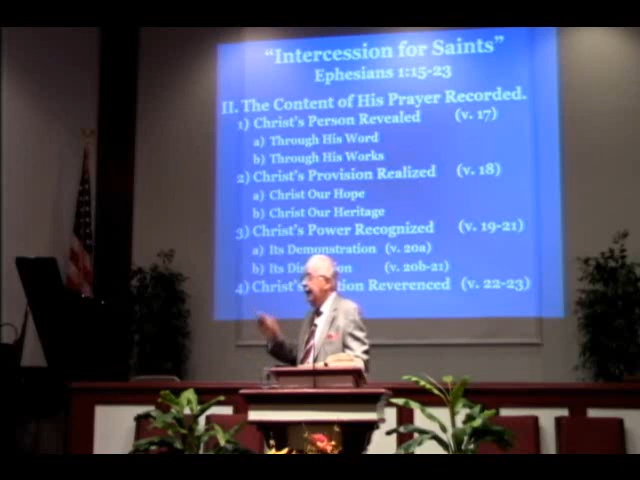 "Intercession for Saints"
Ephesians 1:15-23
II. The Content of His Prayer Recorded.
1) Christ's Person Revealed (v. 17)
a) Through His Word
b) Through His Works
2) Christ's Provision Realized (v. 18)
a) Christ Our Hope
b) Christ Our Heritage
3) Christ's Power Recognized (v. 19-21)
a) Its Demonstration (v. 20a)
b) Its (v. 20b-21)
4) Christ's Reverenced (v. 22-23)